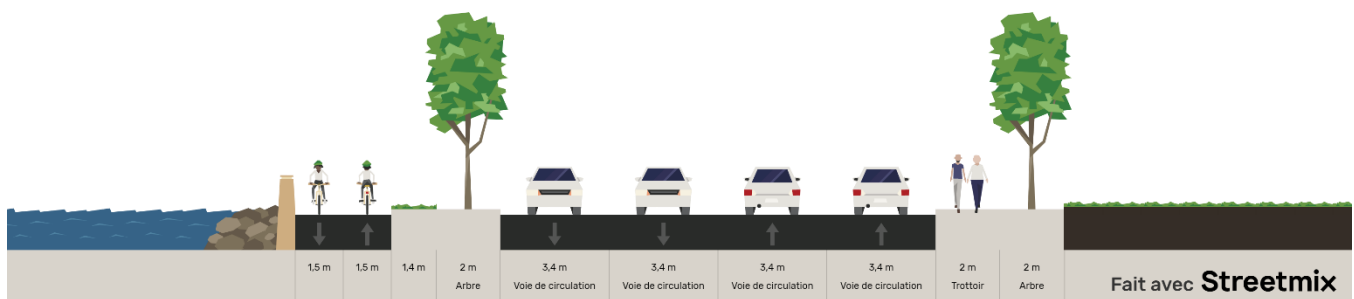 1,5 m
1,5 m
1,4 m
2 m
Arbre
3,4 m
Voie de circulation
3,4 m
Voie de circulation
3,4 m
Voie de circulation
3,4 m
Voie de circulation
2 m
Trottoir
2 m
Arbre
Fait avec Streetmix